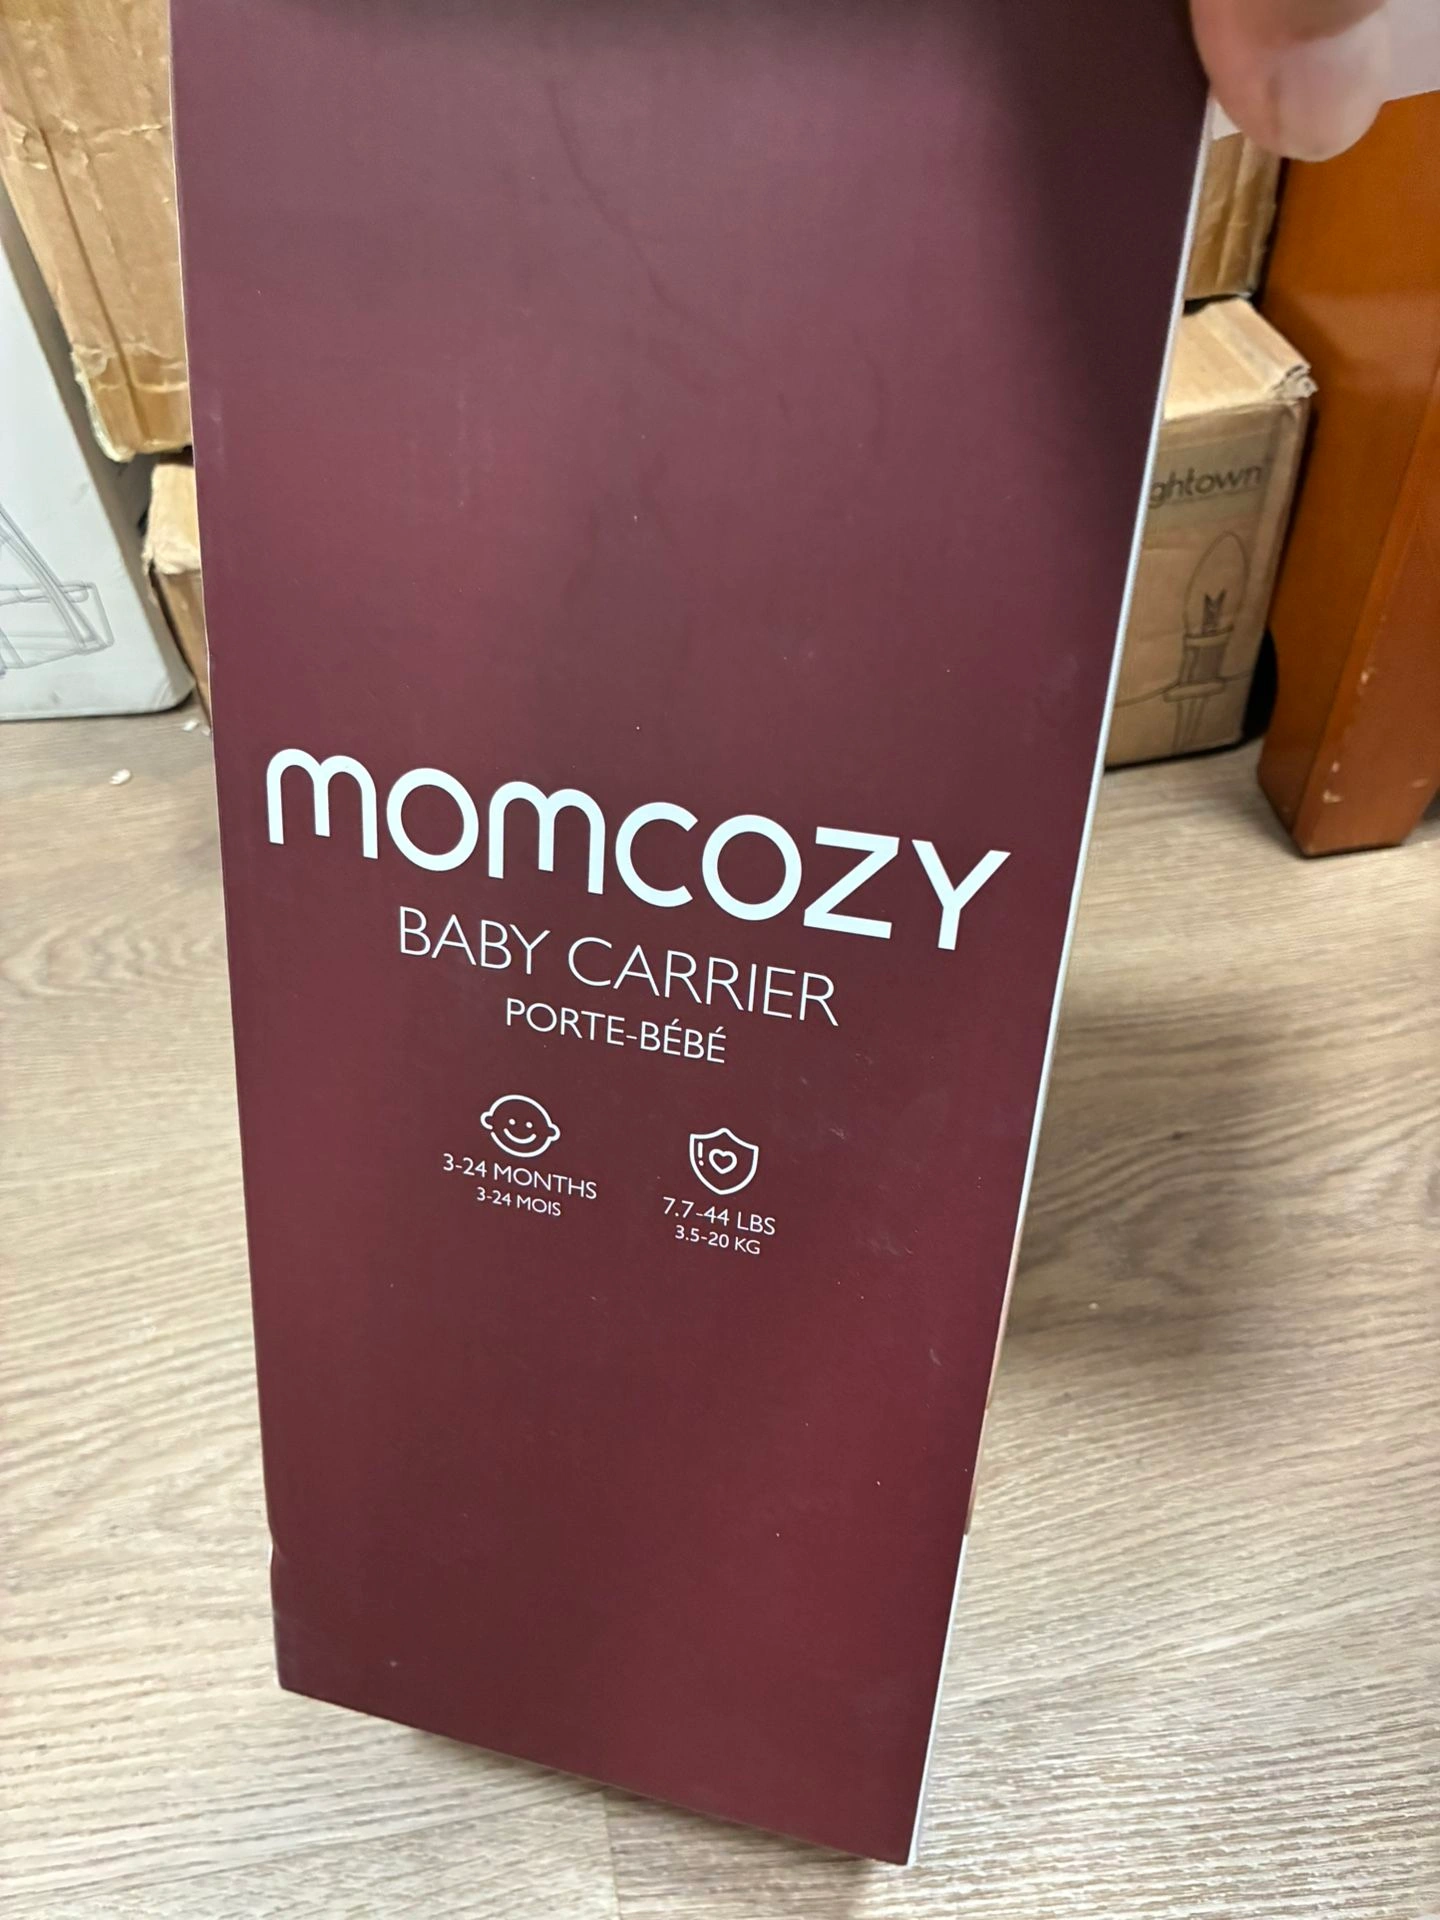 momcozy
BABY CARRIER
PORTE-BÉBÉ
3-24 MONTHS
3-24 MOIS
7.7-44 LBS
3.5-20 KG